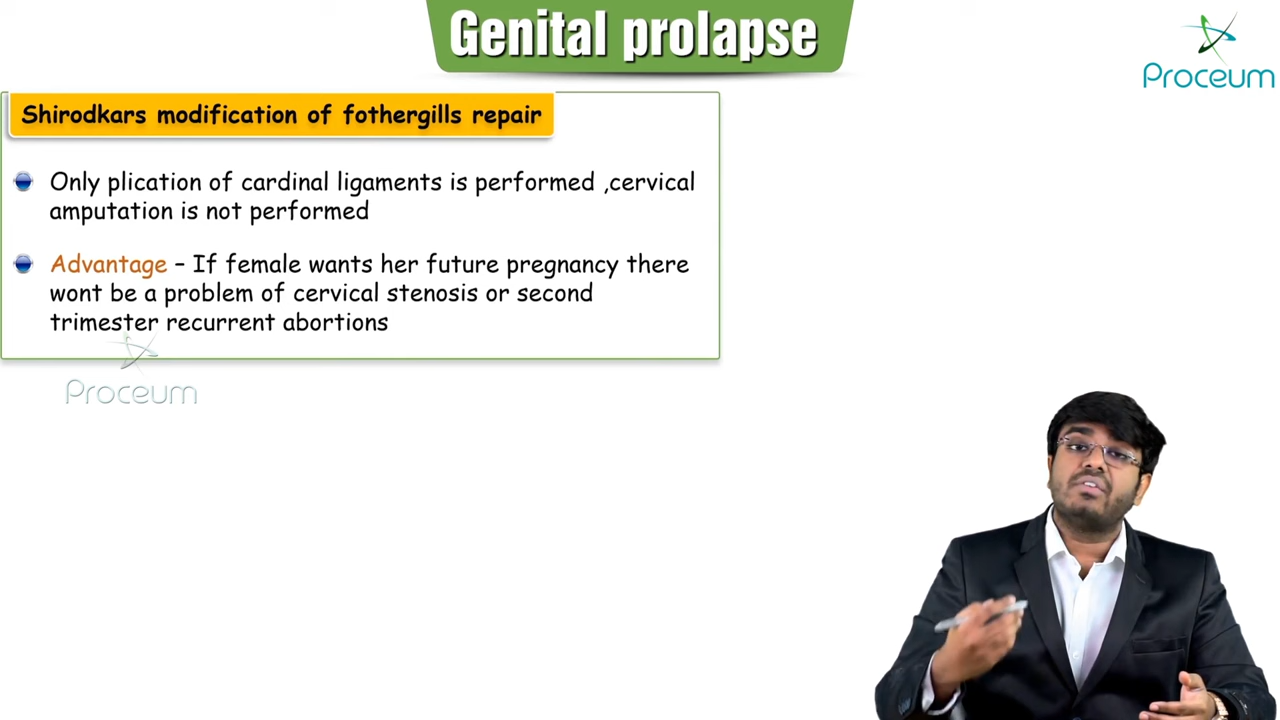 Genital prolapse
Proceum
Shirodkars modification of fothergills repair
Only plication of cardinal ligaments is performed ,cervical
amputation is not performed
Advantage – If female wants her future pregnancy there
wont be a problem of cervical stenosis or second
trimester recurrent abortions
Proceum